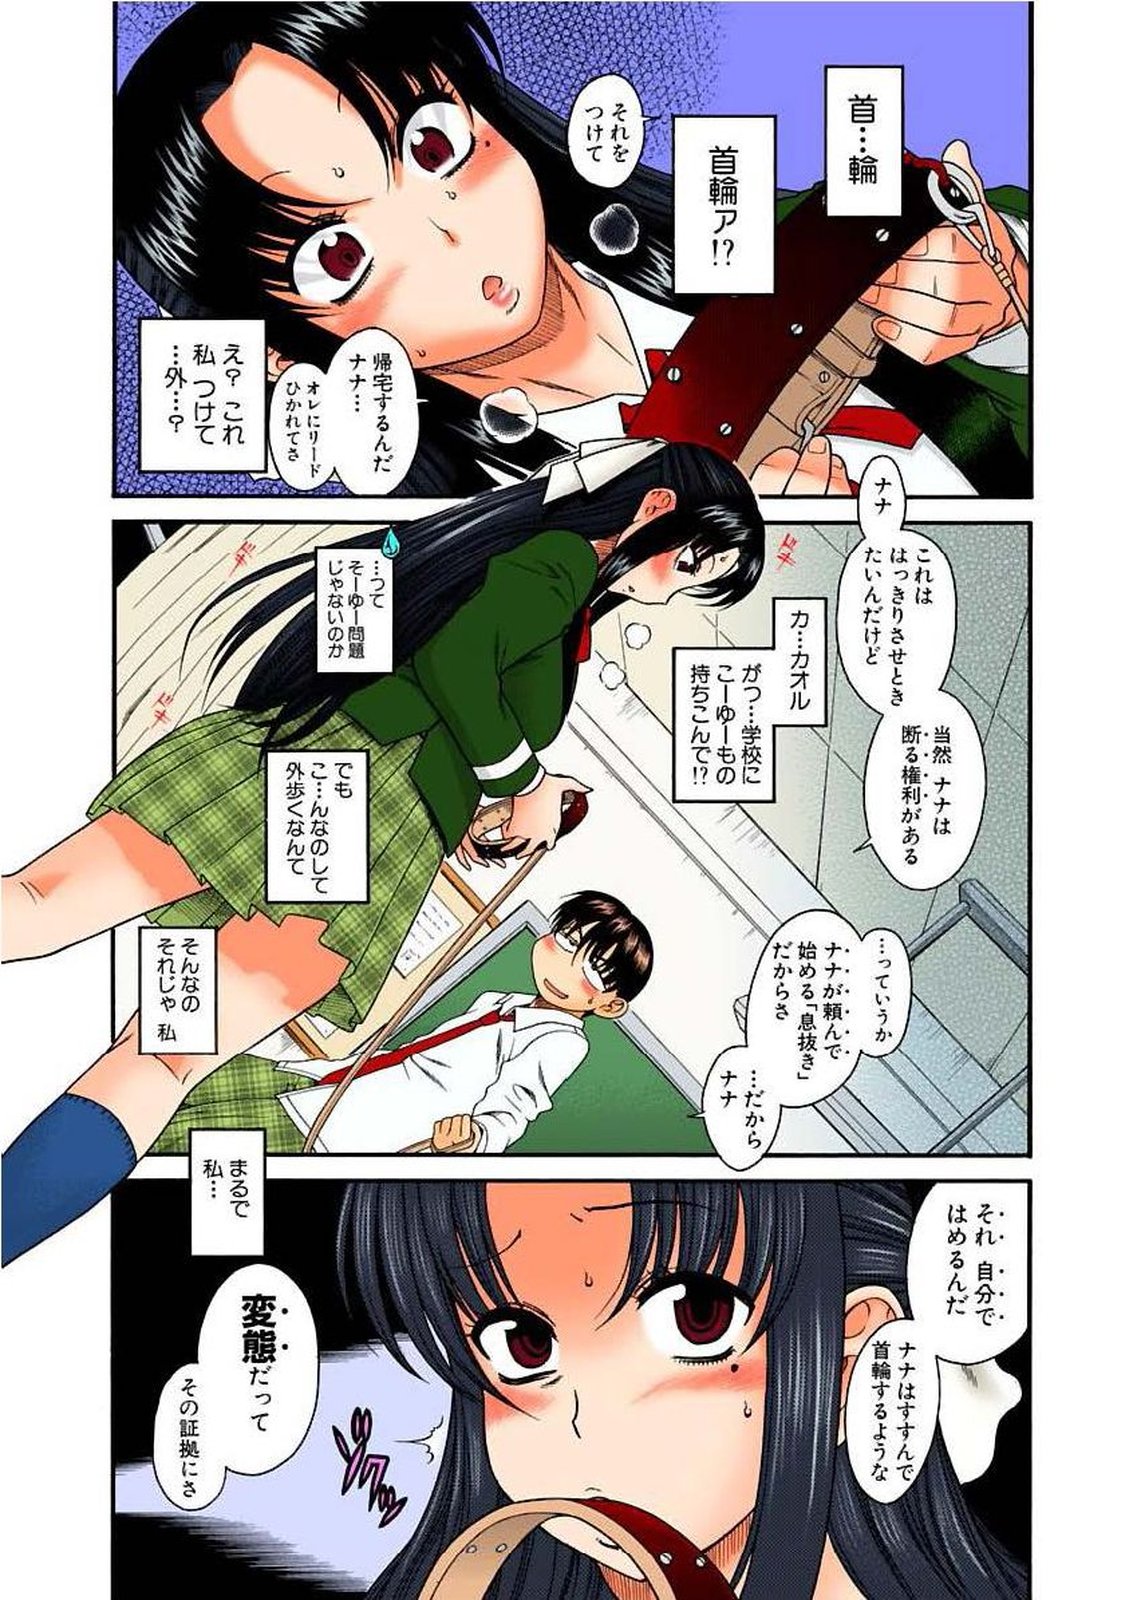 首…輪
首輪ァ!?
それを
つけて
帰宅するんだ
ナナ…
オレにリード
ひかれてさ
え? これ
私 つけて
…外…?
ナナ
これは
はっきりさせとき
たいんだけど
当然 ナナは
断る権利がある
カ…カオル
がっ…学校に
こーゆーもの
持ちこんで!?
…って
そーゆー問題
じゃないのか
ドキ
ドキ
ドキ
でも
こ…んなのして
外歩くなんて
…っていうか
ナナが頼んで
始める「息抜き」
だからさ
…だから
ナナ
そんなの
それじゃ 私
まるで
私…
それ 自分で
はめるんだ
ナナはすすんで
首輪するような
変態だって
その証拠にさ
ゾクッ